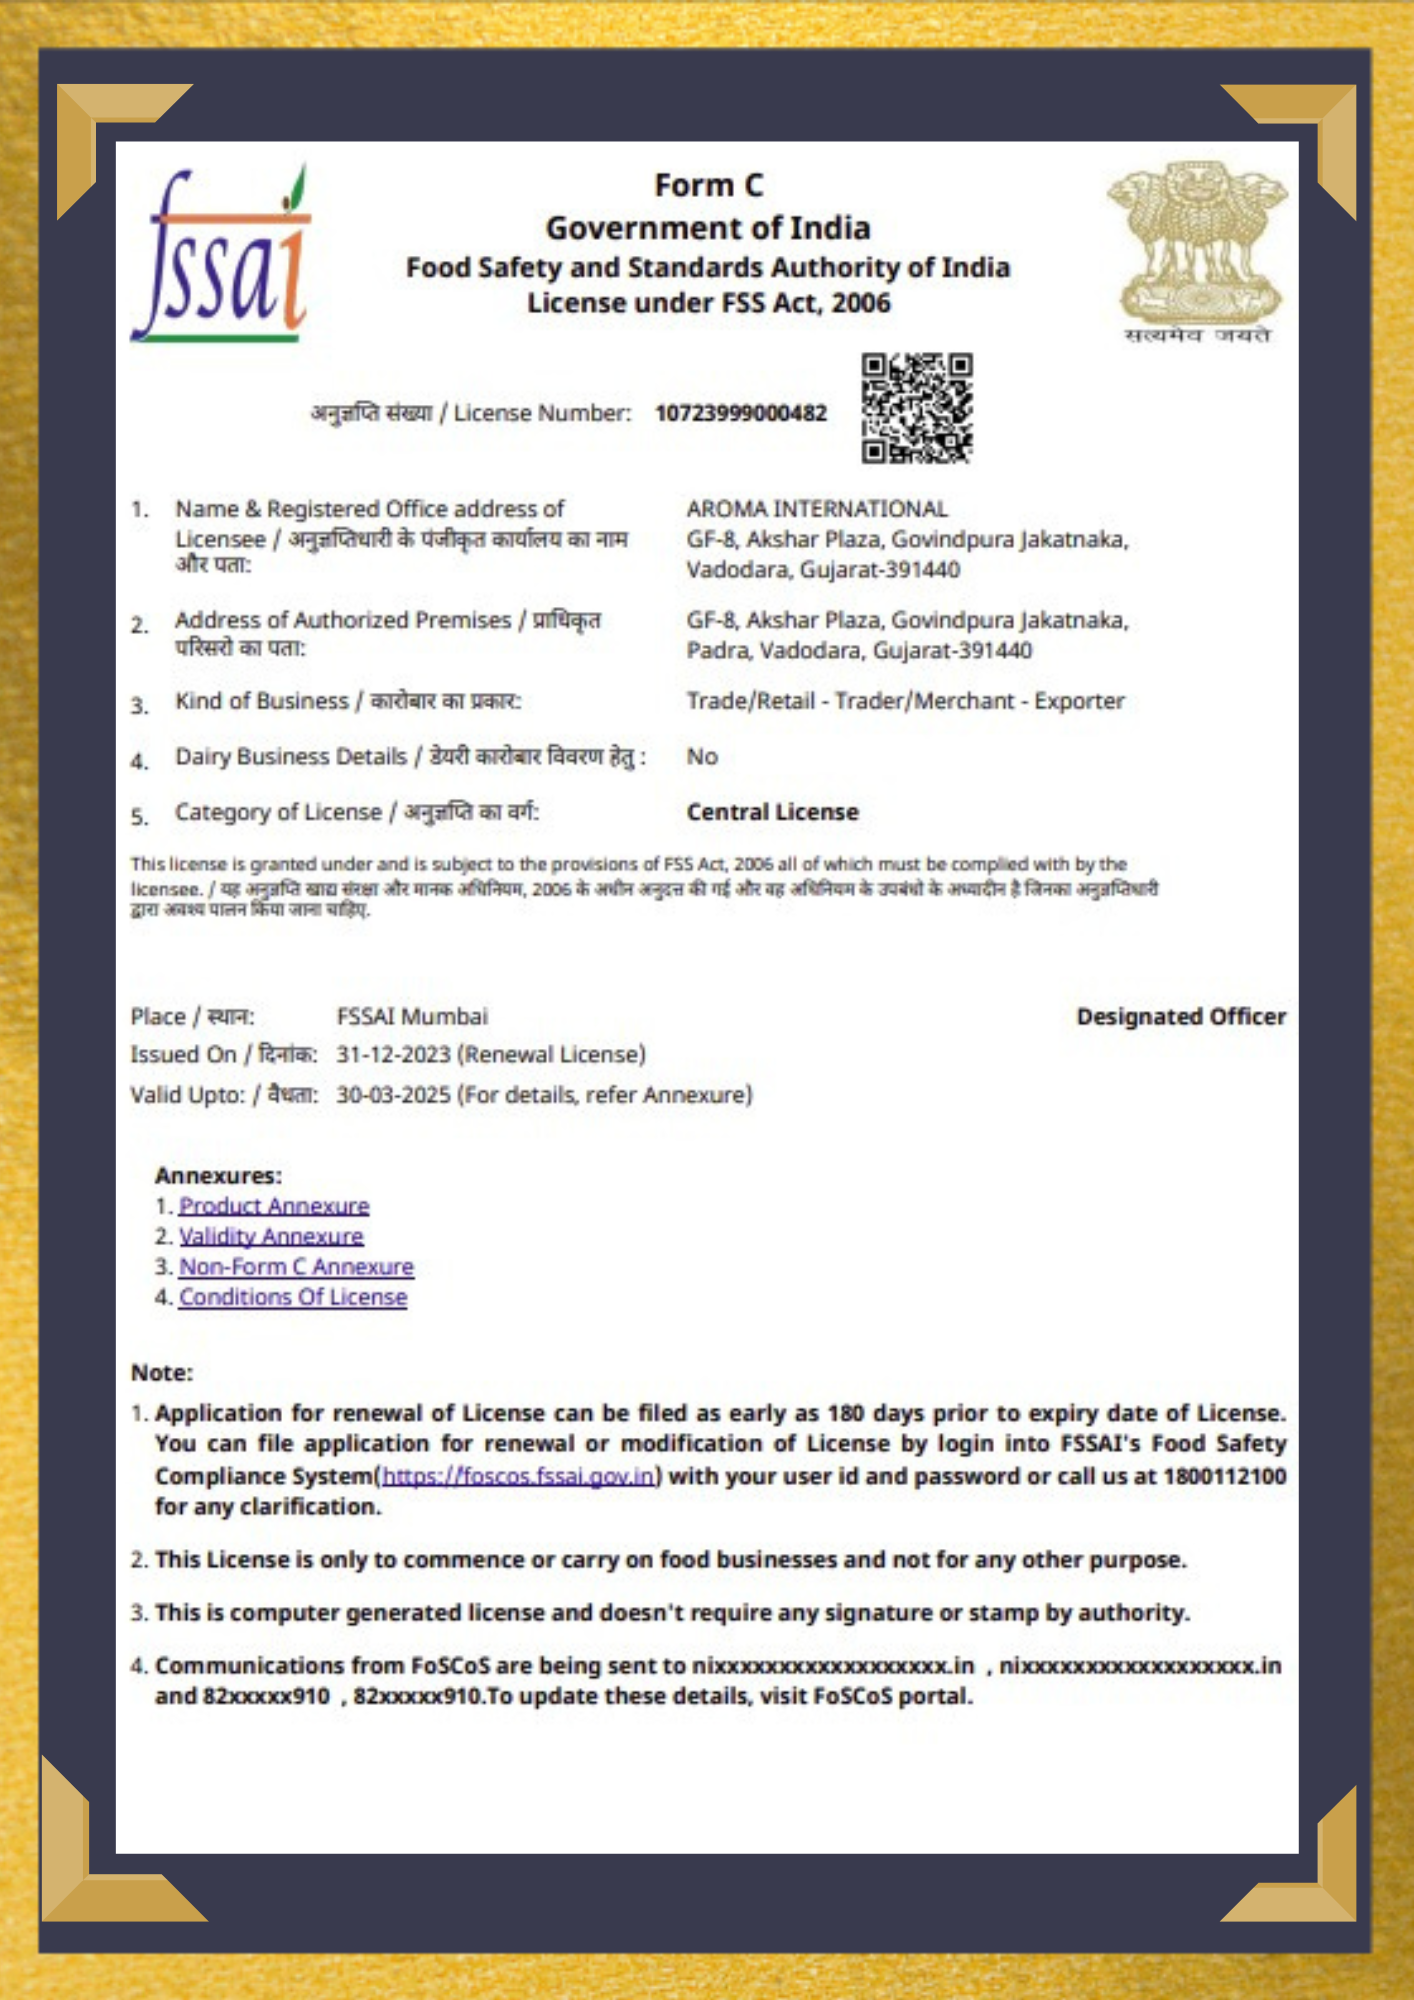 fssai
Form C
Government of India
Food Safety and Standards Authority of India
License under FSS Act, 2006
सत्यमेव जयते
अनुज्ञप्ति संख्या / License Number: 10723999000482
1. Name & Registered Office address of
Licensee / अनुज्ञप्तिधारी के पंजीकृत कार्यालय का नाम
और पता:
AROMA INTERNATIONAL
GF-8, Akshar Plaza, Govindpura Jakatnaka,
Vadodara, Gujarat-391440
2. Address of Authorized Premises / प्राधिकृत
परिसरो का पता:
GF-8, Akshar Plaza, Govindpura Jakatnaka,
Padra, Vadodara, Gujarat-391440
3. Kind of Business / कारोबार का प्रकार: Trade/Retail - Trader/Merchant - Exporter
4. Dairy Business Details / डेयरी कारोबार विवरण हेतु : No
5. Category of License / अनुज्ञप्ति का वर्ग: Central License
This license is granted under and is subject to the provisions of FSS Act, 2006 all of which must be complied with by the
licensee. / यह अनुज्ञप्ति खाद्य संरक्षा और मानक अधिनियम, 2006 के अधीन अनुदत्त की गई और वह अधिनियम के उपबंधो के अध्यादीन है जिनका अनुज्ञप्तिधारी
द्वारा अवश्य पालन किया जाना चाहिए.
Place / स्थान: FSSAI Mumbai Designated Officer
Issued On / दिनांक: 31-12-2023 (Renewal License)
Valid Upto: / वैधता: 30-03-2025 (For details, refer Annexure)
Annexures:
1. Product Annexure
2. Validity Annexure
3. Non-Form C Annexure
4. Conditions Of License
Note:
1. Application for renewal of License can be filed as early as 180 days prior to expiry date of License.
You can file application for renewal or modification of License by login into FSSAI's Food Safety
Compliance System(https://foscos.fssai.gov.in) with your user id and password or call us at 1800112100
for any clarification.
2. This License is only to commence or carry on food businesses and not for any other purpose.
3. This is computer generated license and doesn't require any signature or stamp by authority.
4. Communications from FoSCoS are being sent to nixxxxxxxxxxxxxxxxxx.in , nixxxxxxxxxxxxxxxxxx.in
and 82xxxxx910 , 82xxxxx910.To update these details, visit FoSCoS portal.